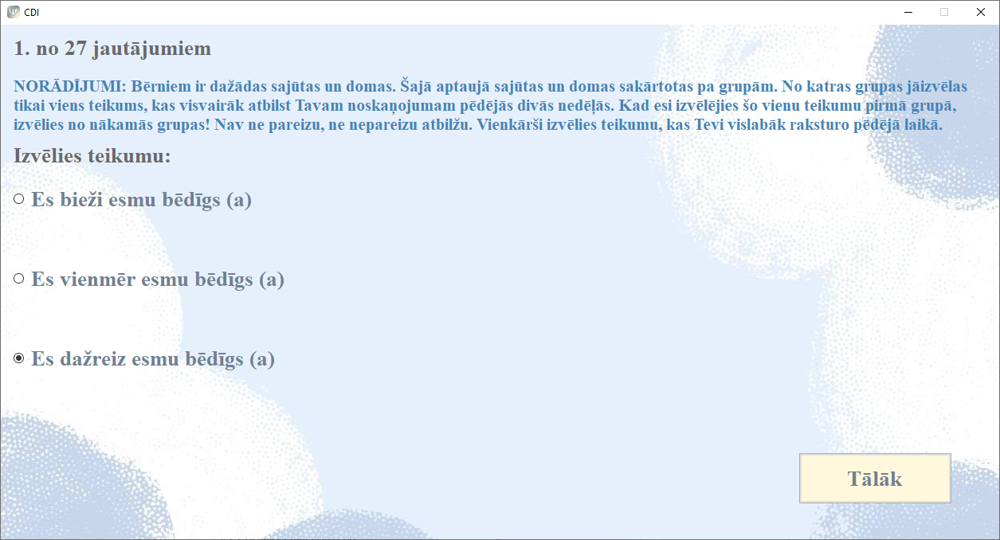 CDI
1. no 27 jautājumiem
NORĀDĪJUMI: Bērniem ir dažādas sajūtas un domas. Šajā aptaujā sajūtas un domas sakārtotas pa grupām. No katras grupas jāizvēlas
tikai viens teikums, kas visvairāk atbilst Tavam noskaņojumam pēdējās divās nedēļās. Kad esi izvēlējies šo vienu teikumu pirmā grupā,
izvēlies no nākamās grupas! Nav ne pareizu, ne nepareizu atbilžu. Vienkārši izvēlies teikumu, kas Tevi vislabāk raksturo pēdējā laikā.
Izvēlies teikumu:
Es bieži esmu bēdīgs (a)
Es vienmēr esmu bēdīgs (a)
Es dažreiz esmu bēdīgs (a)
Tālāk